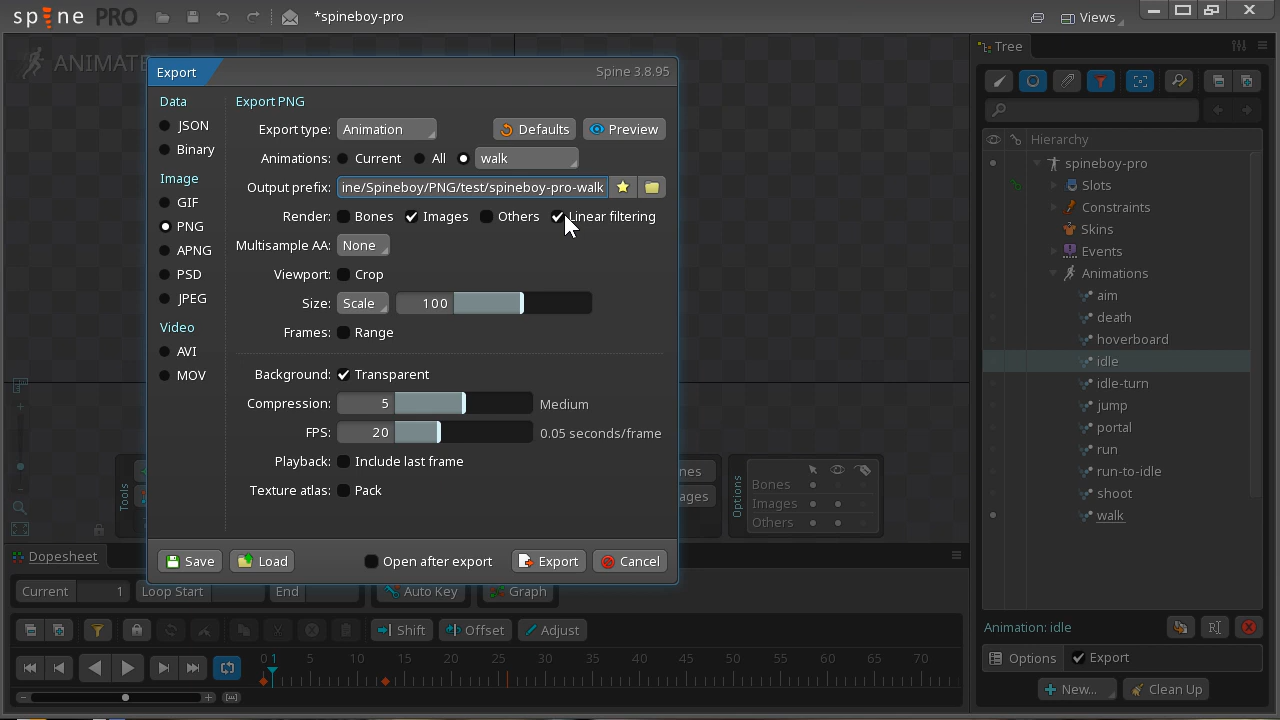 spine PRO
*spineboy-pro
Views
ANIMATE
Export
Spine 3.8.95
Data
JSON
Binary
Image
GIF
PNG
APNG
PSD
JPEG
Video
AVI
MOV
Export PNG
Export type: Animation
Defaults
Preview
Animations: Current All walk
Output prefix: ine/Spineboy/PNG/test/spineboy-pro-walk
Render: Bones Images Others Linear filtering
Multisample AA: None
Viewport: Crop
Size: Scale 100
Frames: Range
Background: Transparent
Compression: 5 Medium
FPS: 20 0.05 seconds/frame
Playback: Include last frame
Texture atlas: Pack
Save
Load
Open after export
Export
Cancel
Tools
nes
ages
Options
Bones
Images
Others
Dopesheet
Current 1 Loop Start End Auto Key Graph
Shift Offset Adjust
0 1 5 10 15 20 25 30 35 40 45 50 55 60 65 70
Tree
Hierarchy
spineboy-pro
Slots
Constraints
Skins
Events
Animations
aim
death
hoverboard
idle
idle-turn
jump
portal
run
run-to-idle
shoot
walk
Animation: idle
Options Export
New...
Clean Up